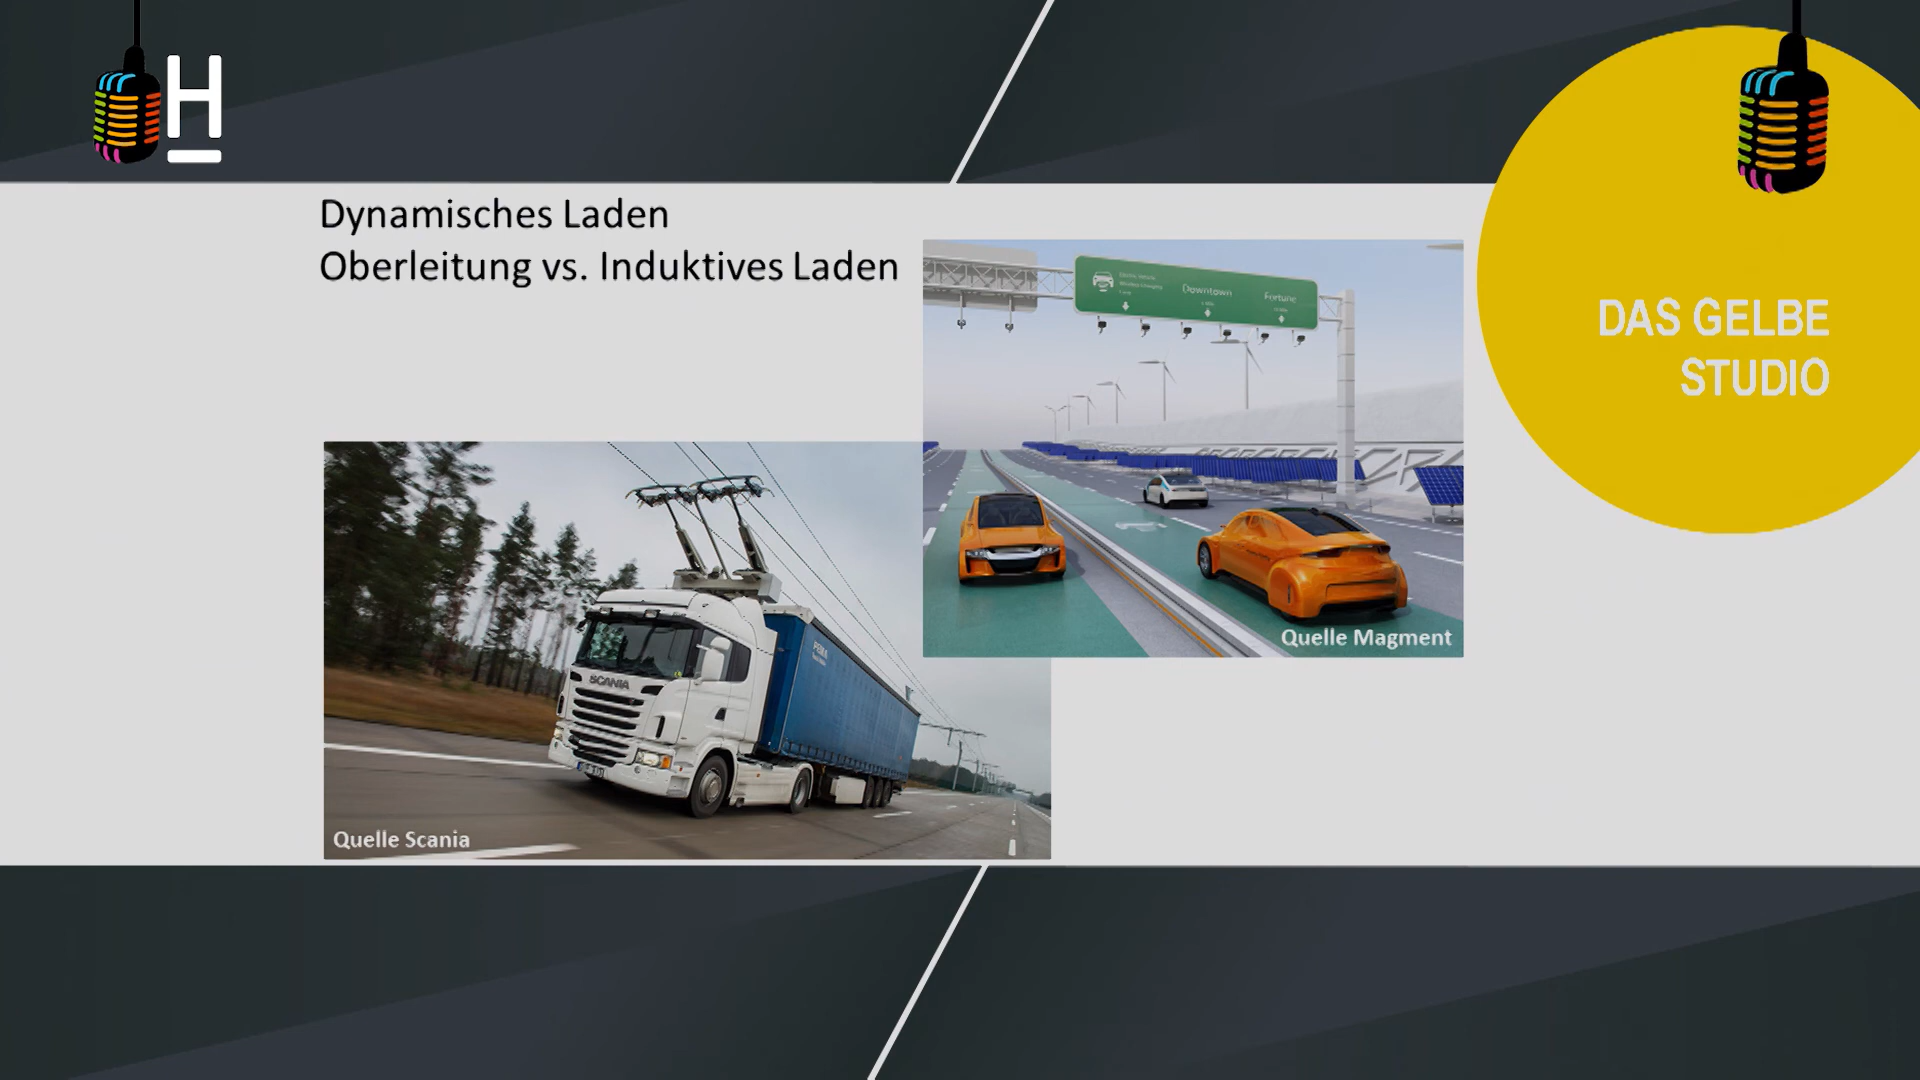 H
Dynamisches Laden
Oberleitung vs. Induktives Laden
DAS GELBE
STUDIO
Downtown
Fortune
Quelle Magment
SCANIA
Quelle Scania